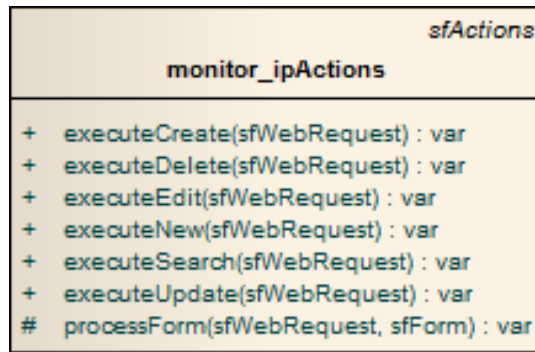 sfActions
monitor_ipActions
+ executeCreate(sfWebRequest) : var
+ executeDelete(sfWebRequest) : var
+ executeEdit(sfWebRequest) : var
+ executeNew(sfWebRequest) : var
+ executeSearch(sfWebRequest) : var
+ executeUpdate(sfWebRequest) : var
# processForm(sfWebRequest, sfForm) : var